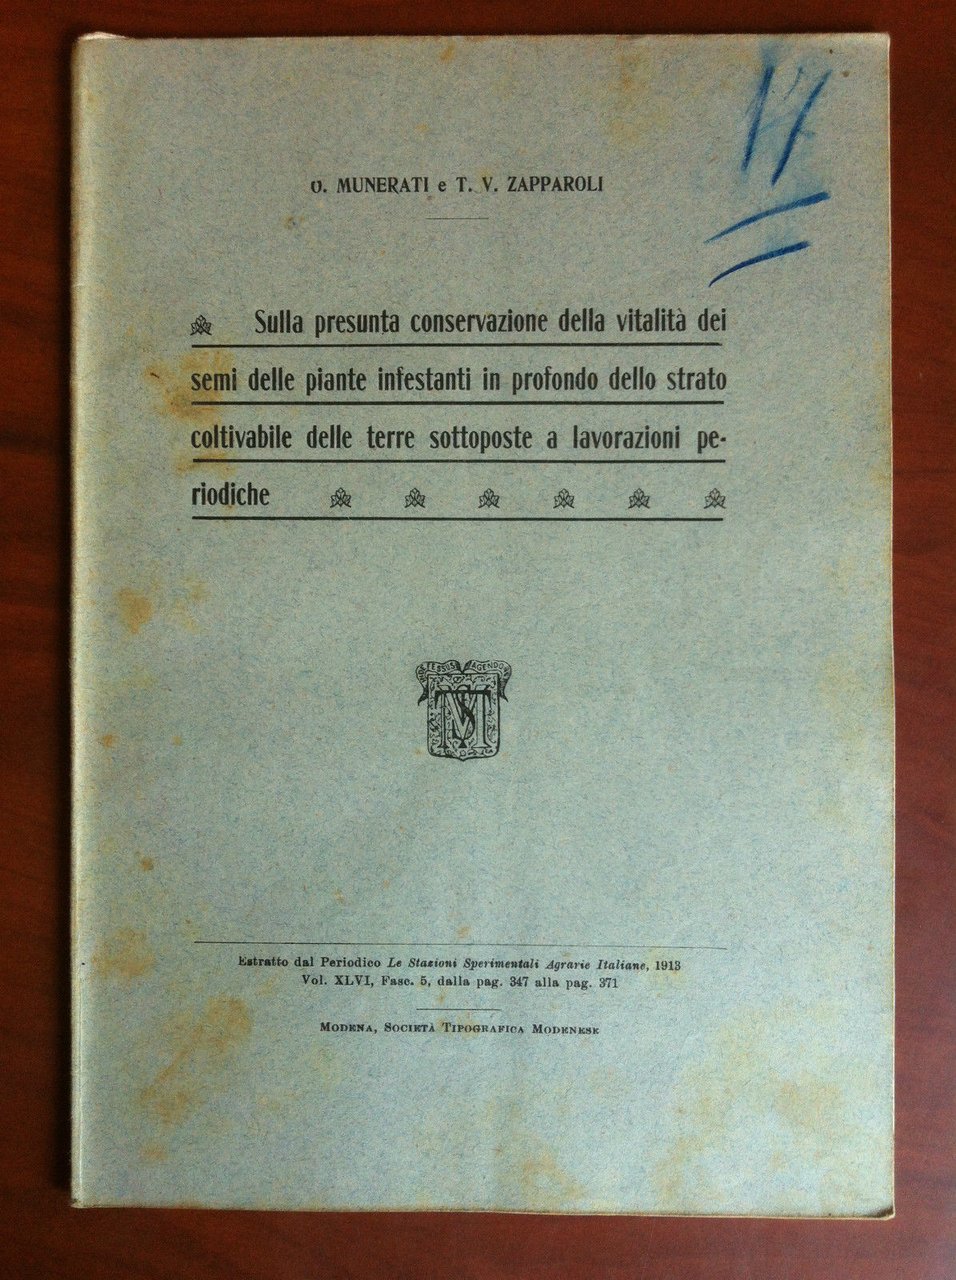 17
O. MUNERATI e T. V. ZAPPAROLI
Sulla presunta conservazione della vitalità dei
semi delle piante infestanti in profondo dello strato
coltivabile delle terre sottoposte a lavorazioni pe-
riodiche
AGENDO
Estratto dal Periodico Le Stazioni Sperimentali Agrarie Italiane, 1913
Vol. XLVI, Fasc. 5, dalla pag. 347 alla pag. 371
MODENA, SOCIETÀ TIPOGRAFICA MODENESE